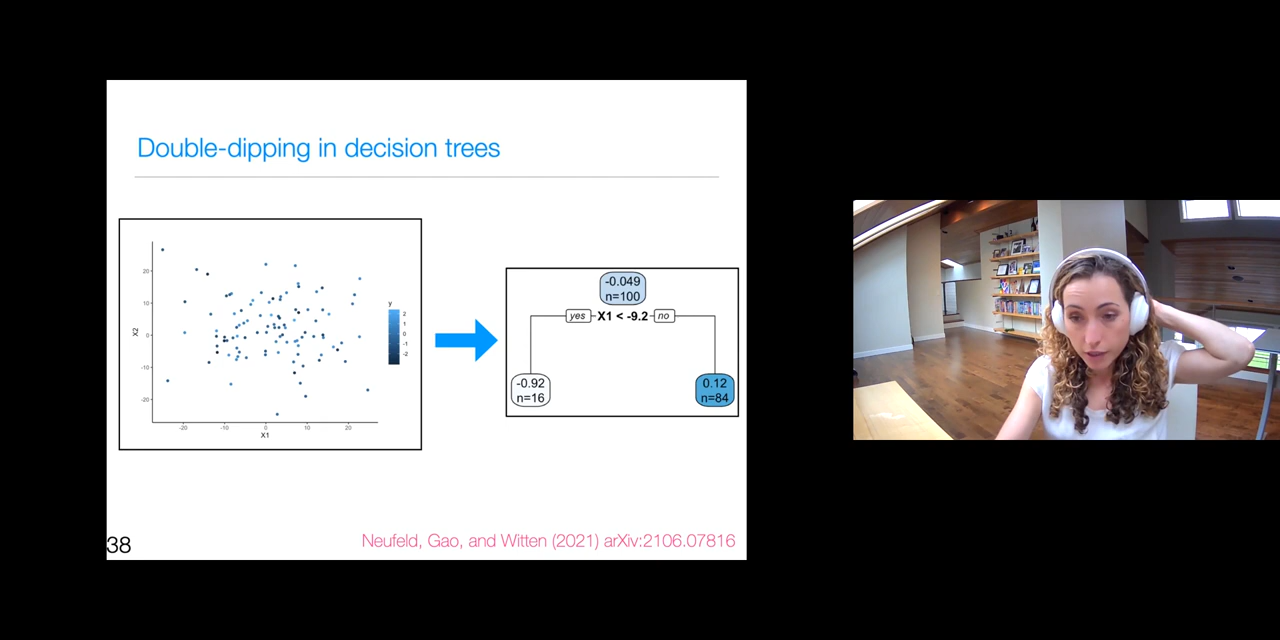 Double-dipping in decision trees
20
10
0
-10
-20
X2
-20
-10
0
10
20
X1
y
2
1
0
-1
-2
-0.049
n=100
yes X1 < -9.2 no
-0.92
n=16
0.12
n=84
38
Neufeld, Gao, and Witten (2021) arXiv:2106.07816